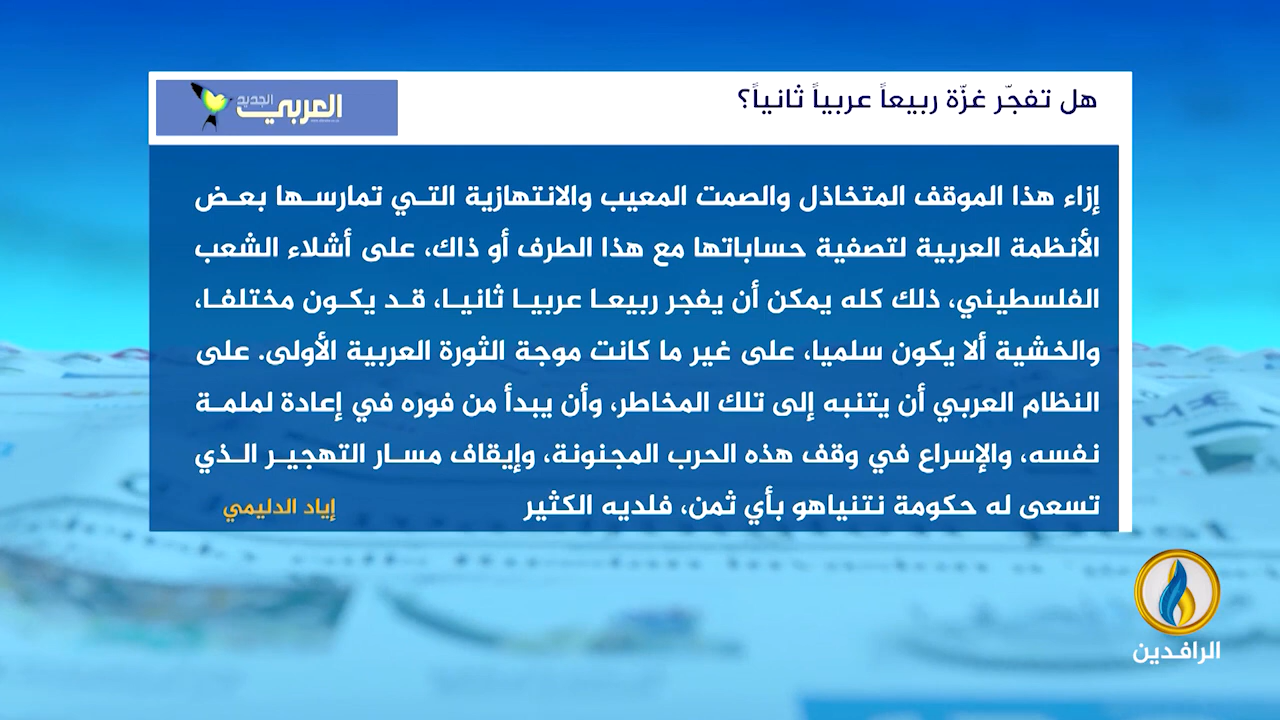 هل تفجّر غزّة ربيعاً عربياً ثانياً؟
العربي الجديد
إزاء هذا الموقف المتخاذل والصمت المعيب والانتهازية التي تمارسها بعض
الأنظمة العربية لتصفية حساباتها مع هذا الطرف أو ذاك، على أشلاء الشعب
الفلسطيني، ذلك كله يمكن أن يفجر ربيعا عربيا ثانيا، قد يكون مختلفا،
والخشية ألا يكون سلميا، على غير ما كانت موجة الثورة العربية الأولى. على
النظام العربي أن يتنبه إلى تلك المخاطر، وأن يبدأ من فوره في إعادة لملمة
نفسه، والإسراع في وقف هذه الحرب المجنونة، وإيقاف مسار التهجير الذي
تسعى له حكومة نتنياهو بأي ثمن، فلديه الكثير
إياد الدليمي
الرافدين